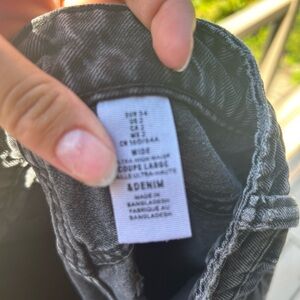 EUR 34
US 2
CA 2
MX 2
CN 160/64A
WIDE
ULTRA HIGH WAIST
COUPE LARGE
TAILLE ULTRA-HAUTE
&DENIM
MADE IN
BANGLADESH
FABRIQUÉ AU
BANGLADESH